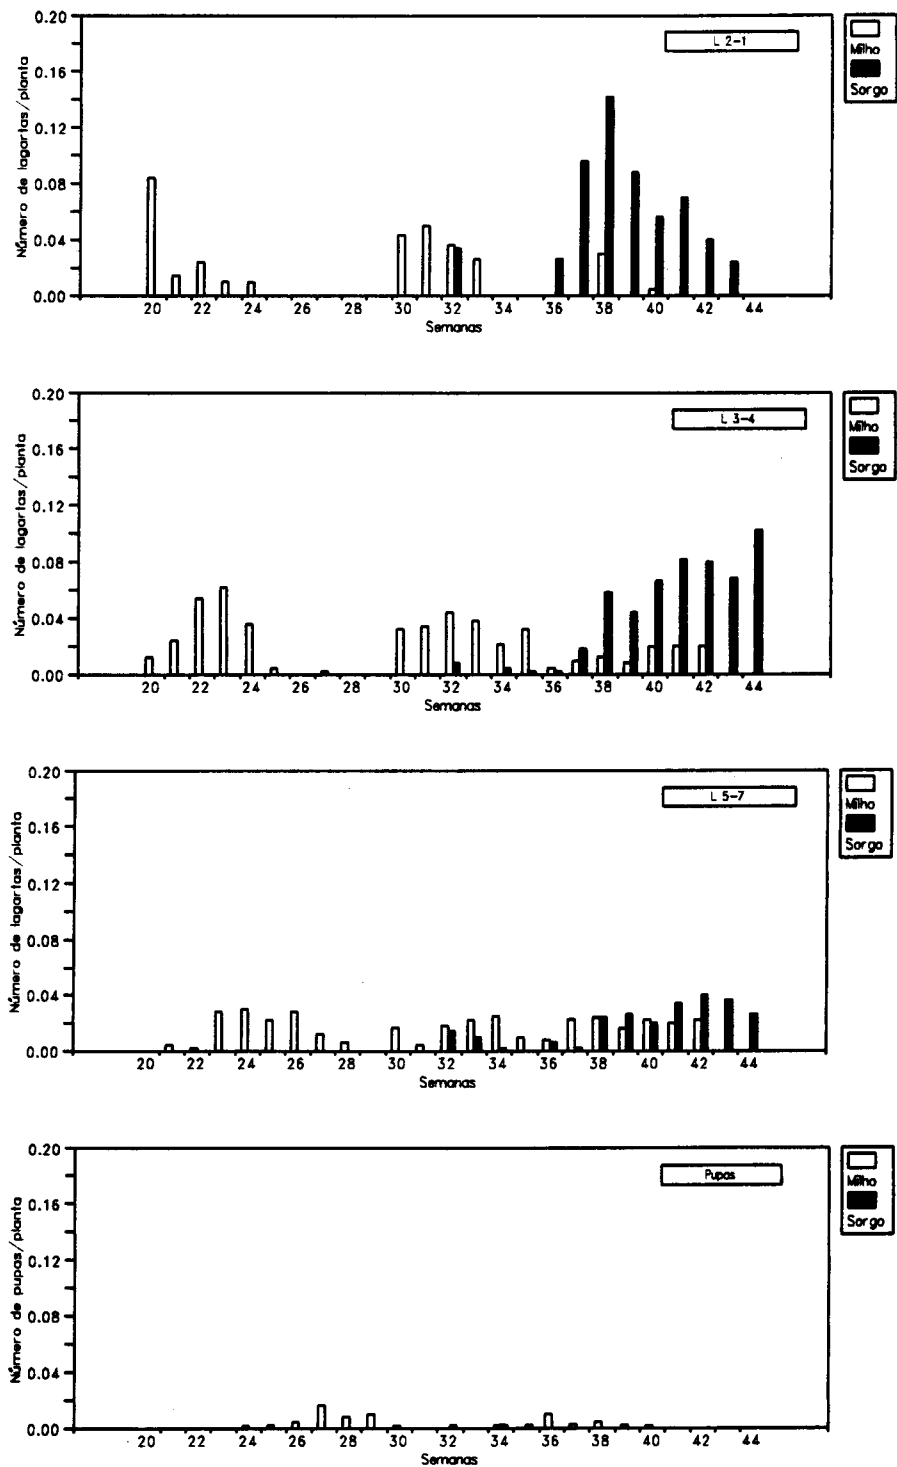 L 2-1
Milho
Sorgo
Número de lagartas/planta
0.20
0.16
0.12
0.08
0.04
0.00
20 22 24 26 28 30 32 34 36 38 40 42 44
Semanas
L 3-4
Milho
Sorgo
Número de lagartas/planta
0.20
0.16
0.12
0.08
0.04
0.00
20 22 24 26 28 30 32 34 36 38 40 42 44
Semanas
L 5-7
Milho
Sorgo
Número de lagartas/planta
0.20
0.16
0.12
0.08
0.04
0.00
20 22 24 26 28 30 32 34 36 38 40 42 44
Semanas
Pupas
Milho
Sorgo
Número de pupas/planta
0.20
0.16
0.12
0.08
0.04
0.00
20 22 24 26 28 30 32 34 36 38 40 42 44
Semanas